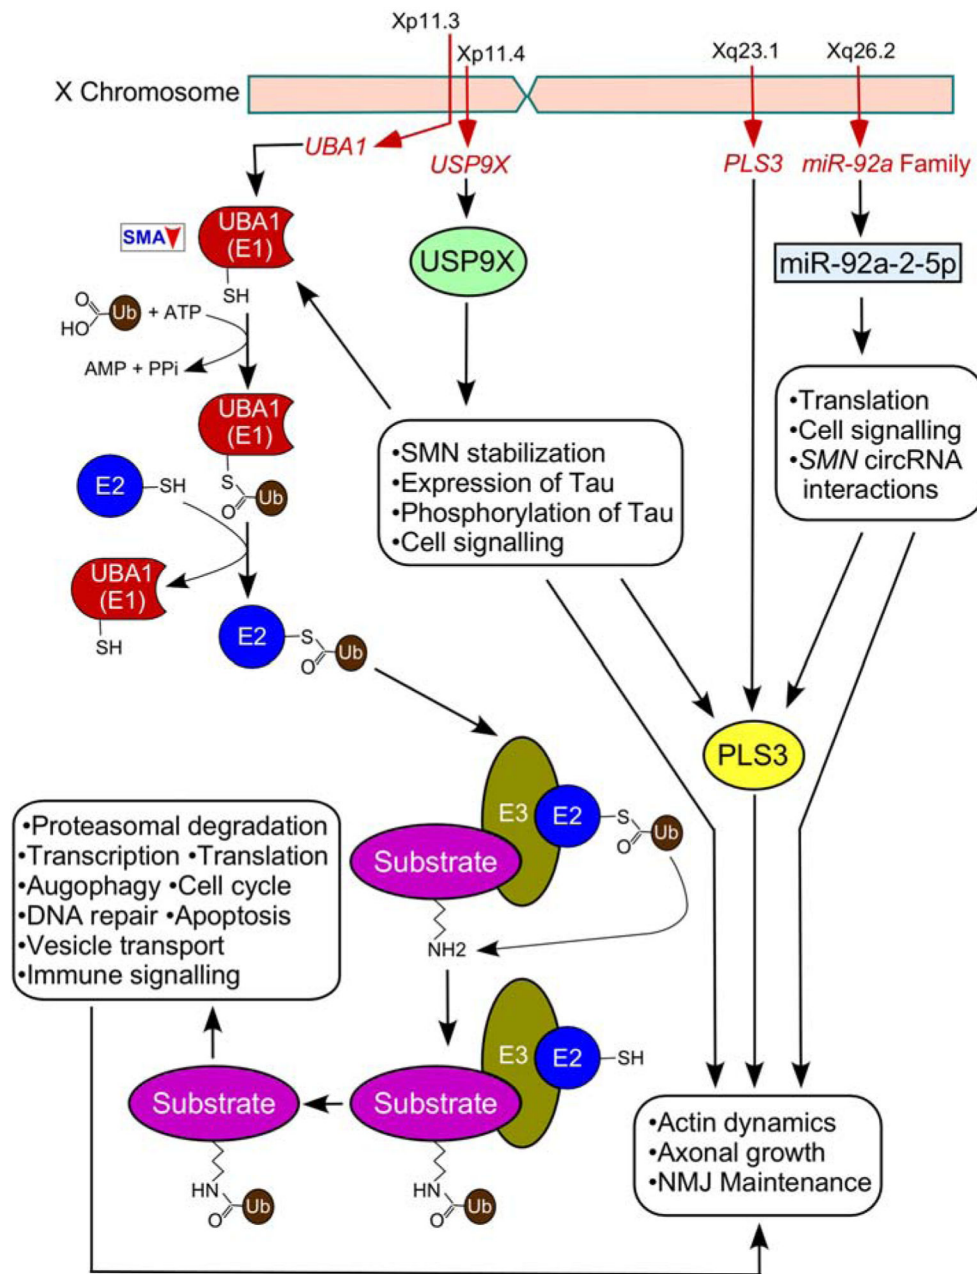 Xp11.3
Xp11.4
Xq23.1
Xq26.2
X Chromosome
UBA1
USP9X
PLS3
miR-92a Family
SMA
UBA1
(E1)
SH
USP9X
miR-92a-2-5p
O
HO
Ub
+ ATP
AMP + PPi
UBA1
(E1)
S
O
Ub
E2
SH
UBA1
(E1)
SH
E2
S
O
Ub
•SMN stabilization
•Expression of Tau
•Phosphorylation of Tau
•Cell signalling
•Translation
•Cell signalling
•SMN circRNA
interactions
PLS3
E3
E2
S
O
Ub
Substrate
NH2
•Proteasomal degradation
•Transcription •Translation
•Augophagy •Cell cycle
•DNA repair •Apoptosis
•Vesicle transport
•Immune signalling
E3
E2
SH
Substrate
HN
O
Ub
Substrate
HN
O
Ub
•Actin dynamics
•Axonal growth
•NMJ Maintenance